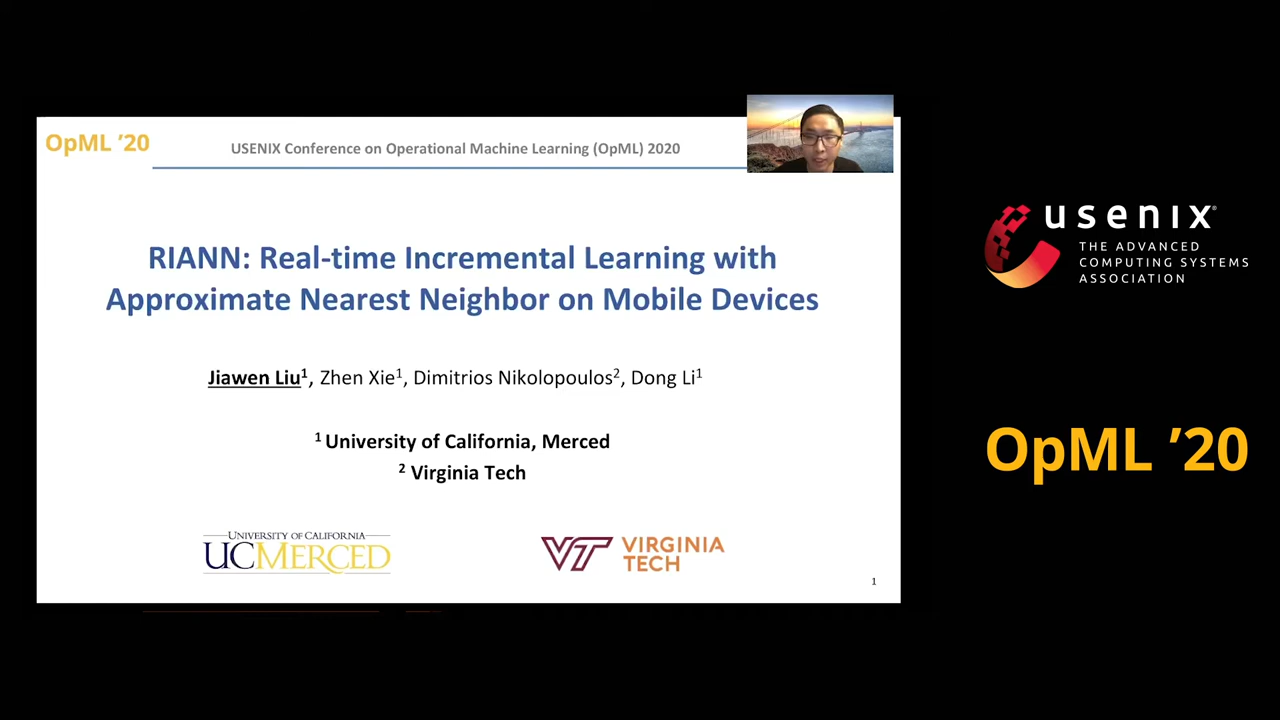 OpML ’20
USENIX Conference on Operational Machine Learning (OpML) 2020
RIANN: Real-time Incremental Learning with
Approximate Nearest Neighbor on Mobile Devices
Jiawen Liu¹, Zhen Xie¹, Dimitrios Nikolopoulos², Dong Li¹
¹ University of California, Merced
² Virginia Tech
UNIVERSITY OF CALIFORNIA
UCMERCED
VT VIRGINIA
TECH
1
usenix®
THE ADVANCED
COMPUTING SYSTEMS
ASSOCIATION
OpML ’20